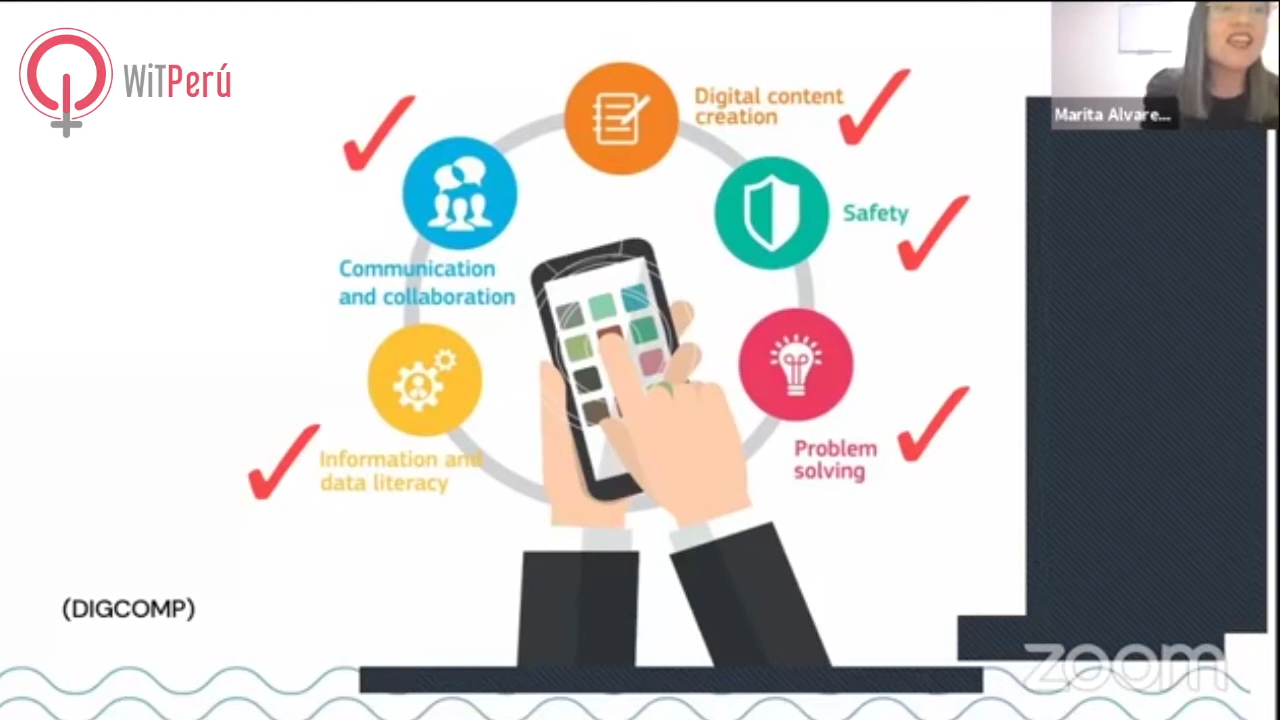 WiTPerú
Digital content
creation
Marita Alvare...
Safety
Communication
and collaboration
Information and
data literacy
Problem
solving
(DIGCOMP)
zoom